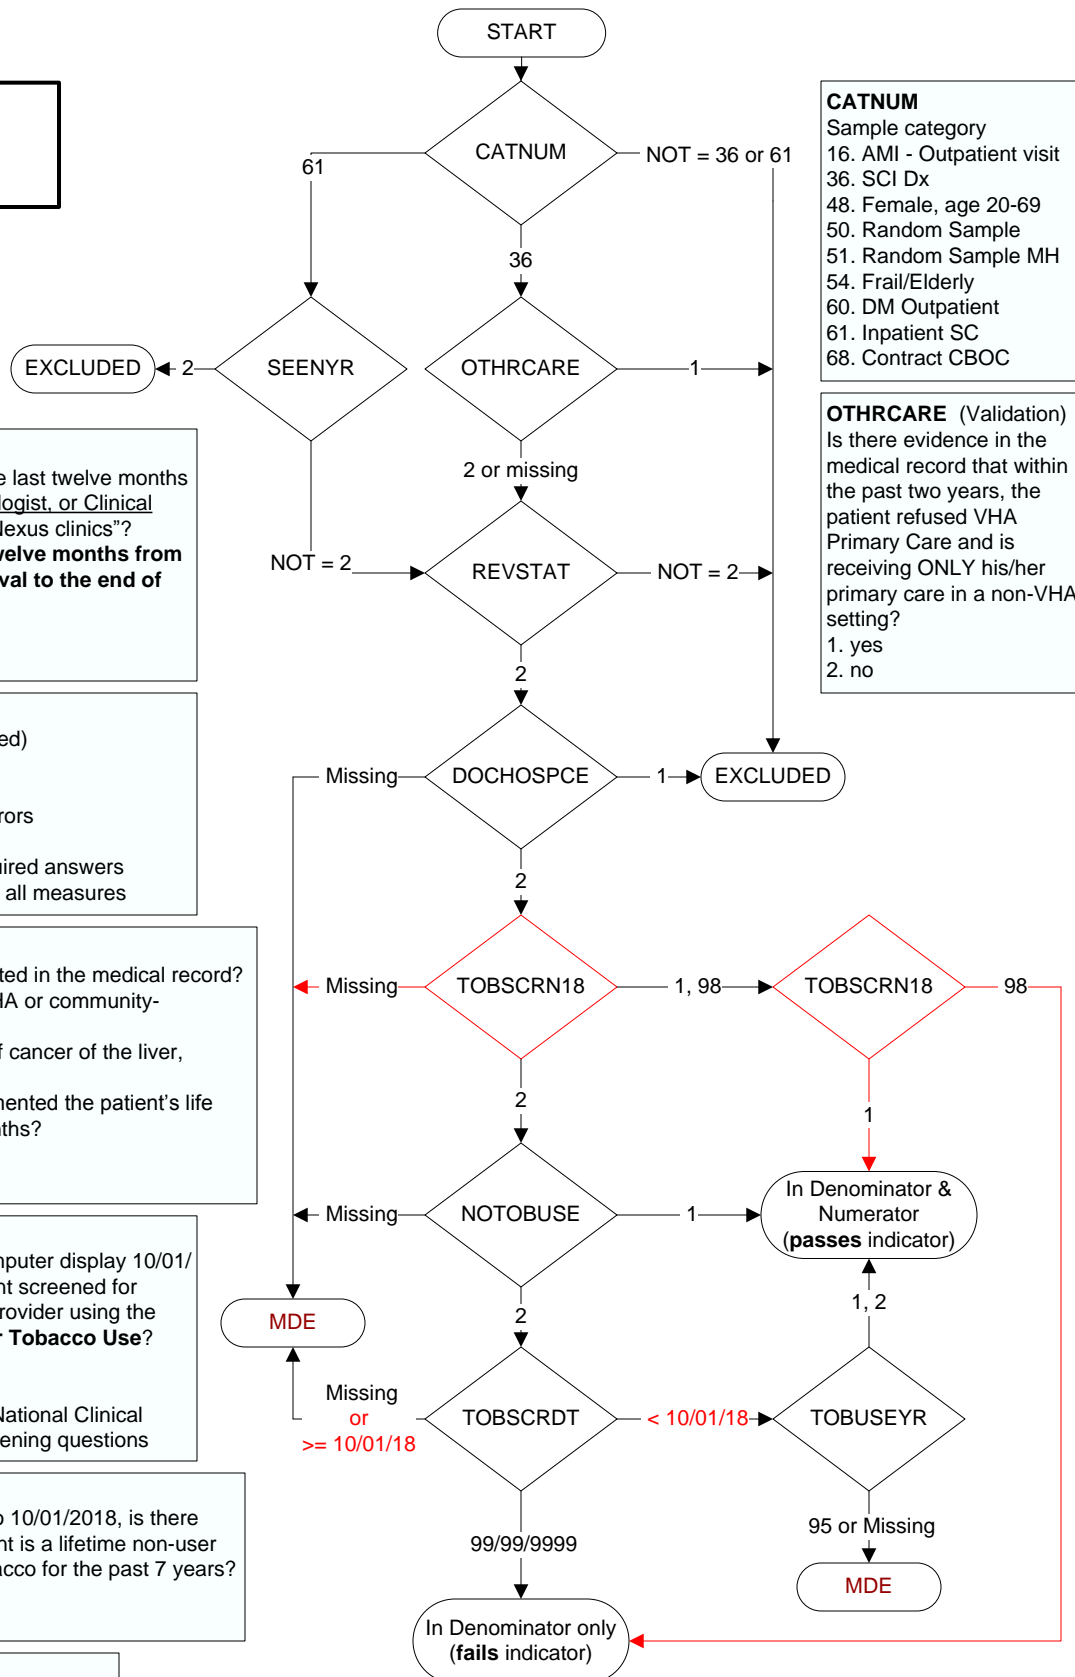 START
CATNUM
61
NOT = 36 or 61
36
SEENYR
2
EXCLUDED
OTHRCARE
1
2 or missing
NOT = 2
REVSTAT
NOT = 2
2
DOCHOSPCE
Missing
1
EXCLUDED
2
TOBSCRN18
Missing
1, 98
TOBSCRN18
98
2
1
NOTOBUSE
Missing
1
In Denominator &
Numerator
(passes indicator)
2
1, 2
MDE
TOBSCRDT
Missing
or
>= 10/01/18
< 10/01/18
TOBUSEYR
99/99/9999
95 or Missing
MDE
In Denominator only
(fails indicator)
CATNUM
Sample category
16. AMI - Outpatient visit
36. SCI Dx
48. Female, age 20-69
50. Random Sample
51. Random Sample MH
54. Frail/Elderly
60. DM Outpatient
61. Inpatient SC
68. Contract CBOC
OTHRCARE (Validation)
Is there evidence in the
medical record that within
the past two years, the
patient refused VHA
Primary Care and is
receiving ONLY his/her
primary care in a non-VHA
setting?
1. yes
2. no
e last twelve months
logist, or Clinical
Nexus clinics”?
welve months from
val to the end of
ed)
rors
uired answers
all measures
ted in the medical record?
HA or community-
f cancer of the liver,
mented the patient's life
nths?
mputer display 10/01/
nt screened for
rovider using the
r Tobacco Use?
National Clinical
ening questions
o 10/01/2018, is there
nt is a lifetime non-user
acco for the past 7 years?